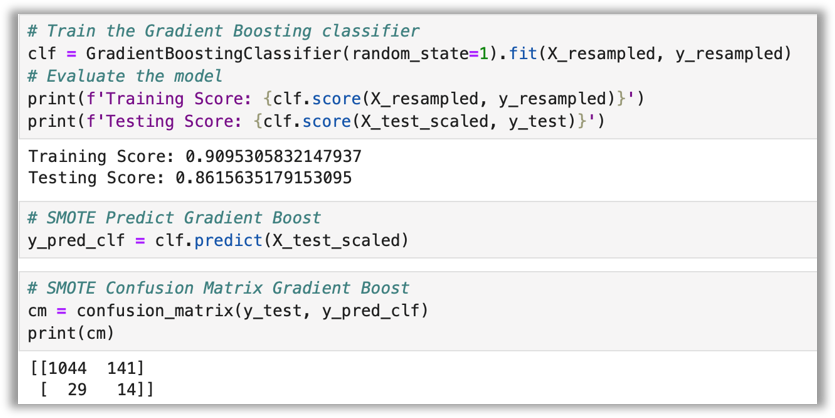 # Train the Gradient Boosting classifier
clf = GradientBoostingClassifier(random_state=1).fit(X_resampled, y_resampled)
# Evaluate the model
print(f'Training Score: {clf.score(X_resampled, y_resampled)}')
print(f'Testing Score: {clf.score(X_test_scaled, y_test)}')
Training Score: 0.9095305832147937
Testing Score: 0.8615635179153095
# SMOTE Predict Gradient Boost
y_pred_clf = clf.predict(X_test_scaled)
# SMOTE Confusion Matrix Gradient Boost
cm = confusion_matrix(y_test, y_pred_clf)
print(cm)
[[1044  141]
 [  29   14]]